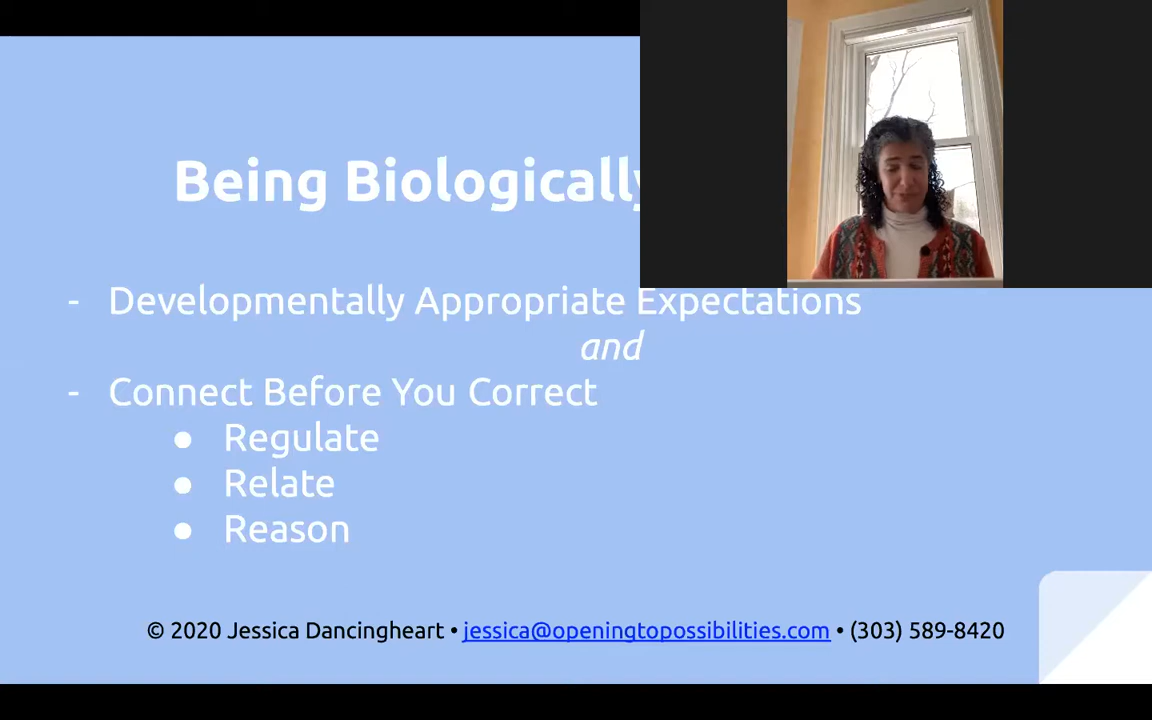 Being Biologically
- Developmentally Appropriate Expectations
and
- Connect Before You Correct
● Regulate
● Relate
● Reason
© 2020 Jessica Dancingheart • jessica@openingtopossibilities.com • (303) 589-8420